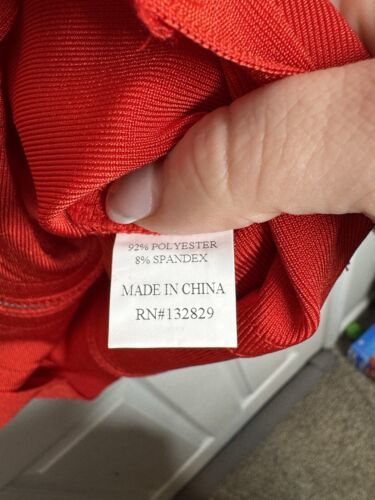 92% POLYESTER
8% SPANDEX
MADE IN CHINA
RN#132829